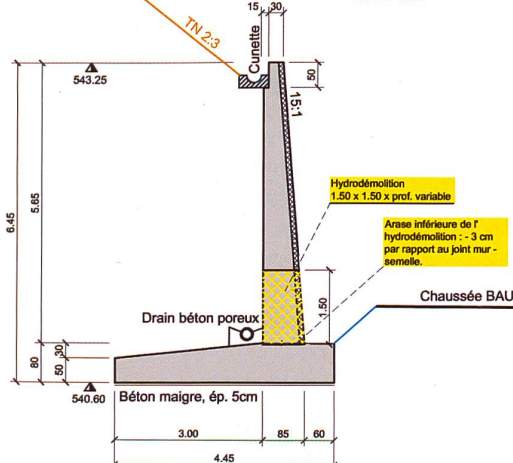 15 30
TN 2:3
Cunette
543.25
50
15:1
Hydrodémolition
1.50 x 1.50 x prof. variable
Arase inférieure de l'
hydrodémolition : - 3 cm
par rapport au joint mur -
semelle.
6.45
5.65
1.50
Chaussée BAU
Drain béton poreux
80
30
50
540.60
Béton maigre, ép. 5cm
3.00 85 60
4.45